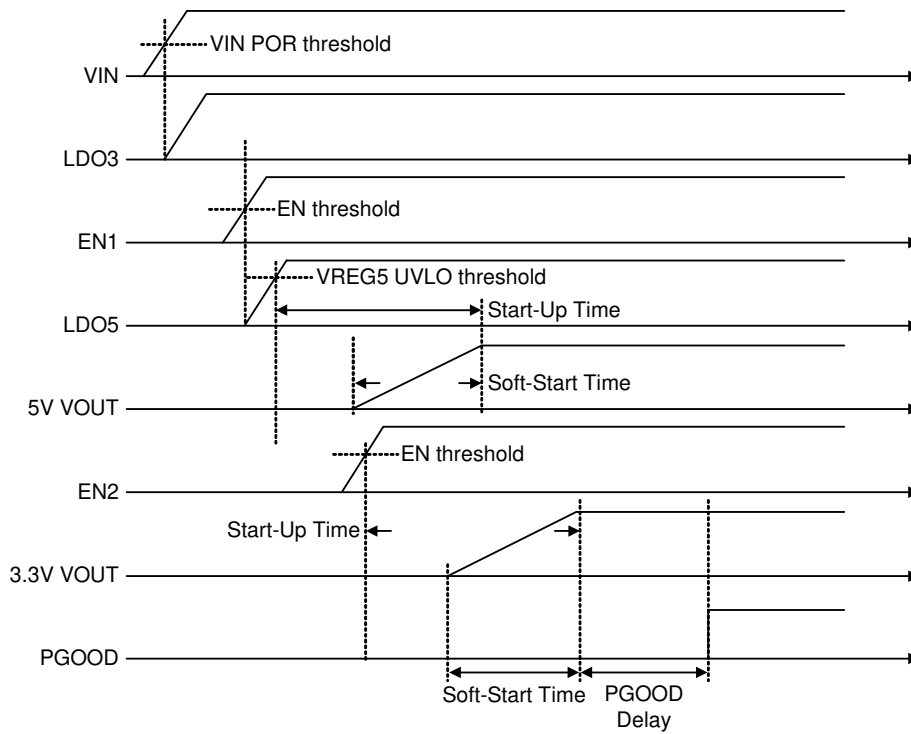 VIN POR threshold
VIN
LDO3
EN threshold
EN1
VREG5 UVLO threshold
Start-Up Time
LDO5
Soft-Start Time
5V VOUT
EN threshold
EN2
Start-Up Time
3.3V VOUT
PGOOD
Soft-Start Time
PGOOD
Delay